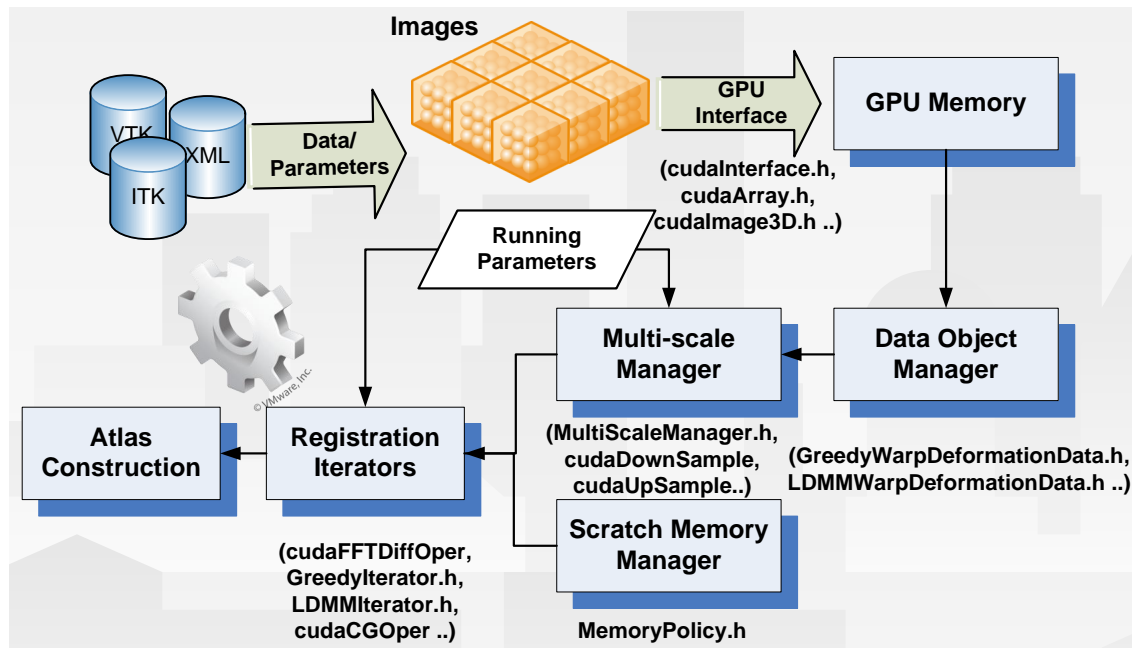 Images
VTK
XML
ITK
Data/
Parameters
GPU
Interface
GPU Memory
(cudaInterface.h,
cudaArray.h,
cudaImage3D.h ..)
Running
Parameters
© VMware, Inc.
Multi-scale
Manager
Data Object
Manager
Atlas
Construction
Registration
Iterators
(MultiScaleManager.h,
cudaDownSample,
cudaUpSample..)
(GreedyWarpDeformationData.h,
LDMMWarpDeformationData.h ..)
Scratch Memory
Manager
(cudaFFTDiffOper,
GreedyIterator.h,
LDMMIterator.h,
cudaCGOper ..)
MemoryPolicy.h